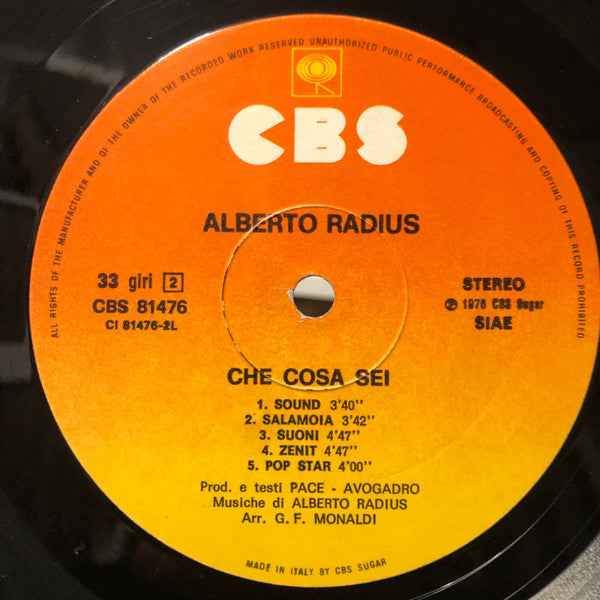 ALL RIGHTS OF THE MANUFACTURER AND OF THE OWNER OF THE RECORDED WORK RESERVED UNAUTHORIZED PUBLIC PERFORMANCE BROADCASTING AND COPYING OF THIS RECORD PROHIBITED
CBS
ALBERTO RADIUS
33 giri 2
CBS 81476
CI 81476-2L
STEREO
℗ 1976 CBS Sugar
SIAE
CHE COSA SEI
1. SOUND 3'40''
2. SALAMOIA 3'42''
3. SUONI 4'47''
4. ZENIT 4'47''
5. POP STAR 4'00''
Prod. e testi PACE - AVOGADRO
Musiche di ALBERTO RADIUS
Arr. G. F. MONALDI
MADE IN ITALY BY CBS SUGAR